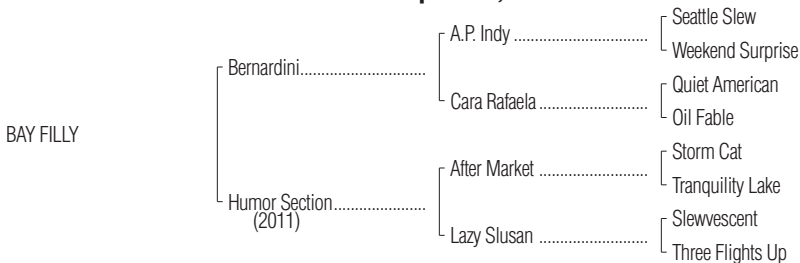 Seattle Slew
A.P. Indy ..............................
Weekend Surprise
Bernardini..............................
Quiet American
Cara Rafaela ........................
Oil Fable
BAY FILLY
Storm Cat
After Market ........................
Tranquility Lake
Humor Section......................
(2011)
Slewvescent
Lazy Slusan ........................
Three Flights Up